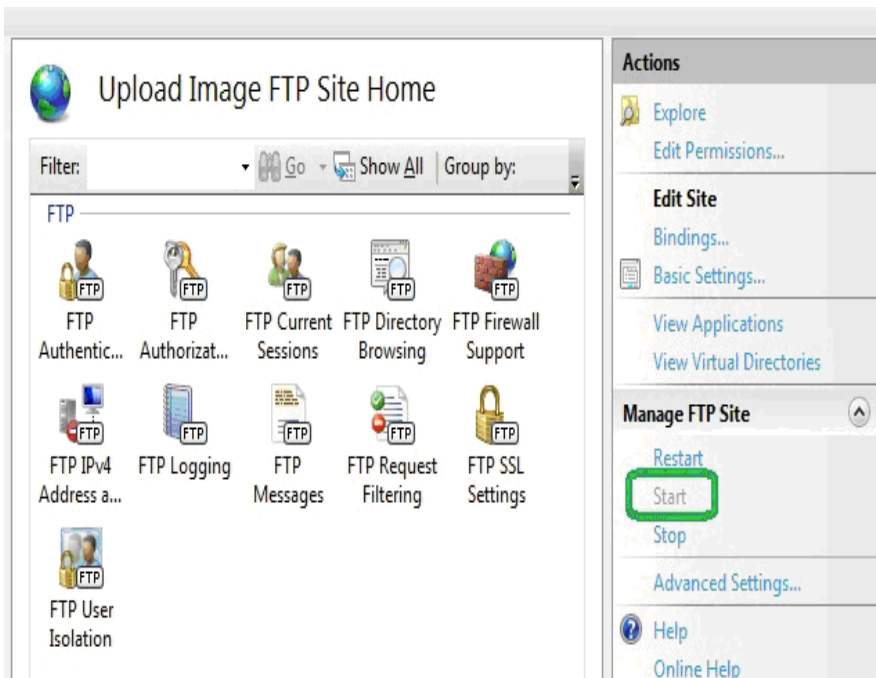 Upload Image FTP Site Home
Filter:
Go
Show All
Group by:
FTP
FTP
FTP
FTP
FTP
FTP
FTP Authentic...
FTP Authorizat...
FTP Current Sessions
FTP Directory Browsing
FTP Firewall Support
FTP
FTP
FTP
FTP
FTP
FTP IPv4 Address a...
FTP Logging
FTP Messages
FTP Request Filtering
FTP SSL Settings
FTP
FTP User Isolation
Actions
Explore
Edit Permissions...
Edit Site
Bindings...
Basic Settings...
View Applications
View Virtual Directories
Manage FTP Site
Restart
Start
Stop
Advanced Settings...
Help
Online Help